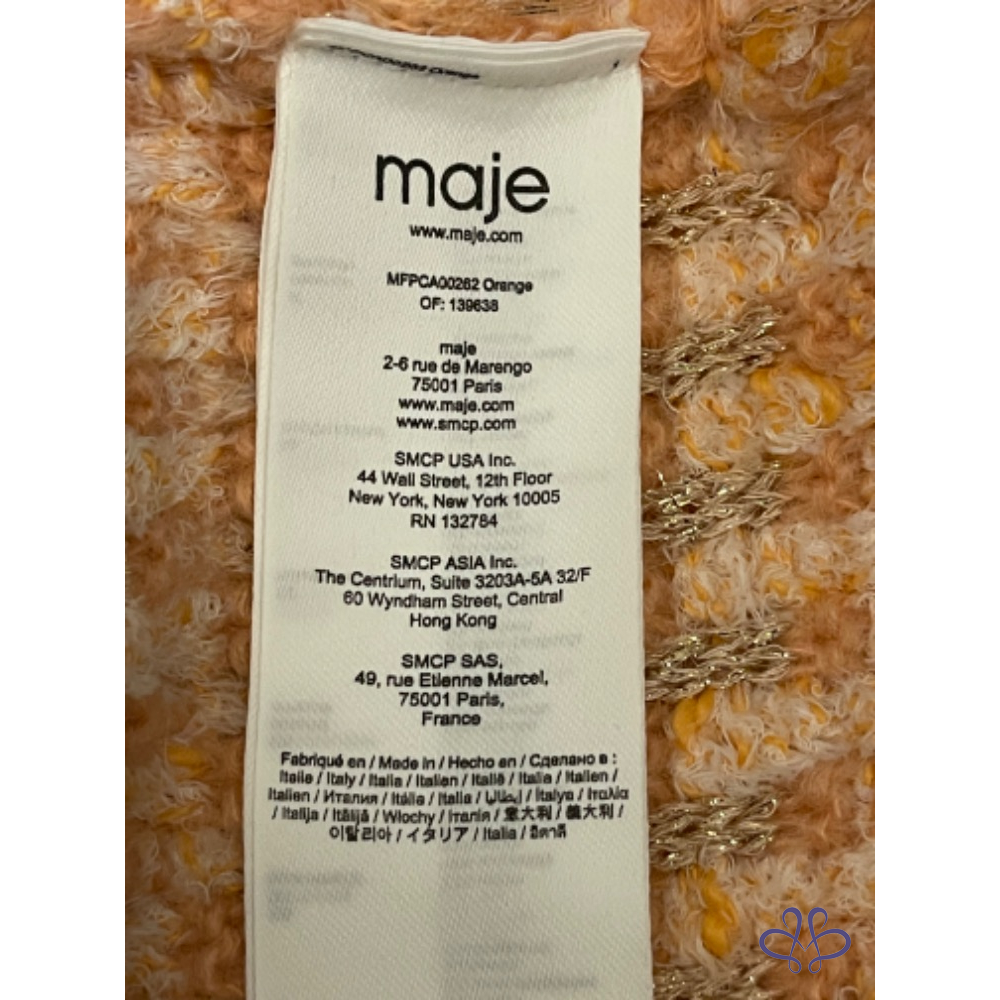 maje
www.maje.com
MFPCA00262 Orange
OF: 139638
maje
2-6 rue de Marengo
75001 Paris
www.maje.com
www.smcp.com
SMCP USA Inc.
44 Wall Street, 12th Floor
New York, New York 10005
RN 132784
SMCP ASIA Inc.
The Centrium, Suite 3203A-5A 32/F
60 Wyndham Street, Central
Hong Kong
SMCP SAS,
49, rue Etienne Marcel,
75001 Paris,
France
Fabriqué en / Made in / Hecho en / Сделано в :
Italie / Italy / Italia / Italien / Italië / Italia / Italien /
Italien / Италия / Itálie / Italia / إيطاليا / İtalya / Ιταλία
/ Italija / Itālijā / Włochy / Італія / 意大利 / 義大利 /
이탈리아 / イタリア / Italia / อิตาลี